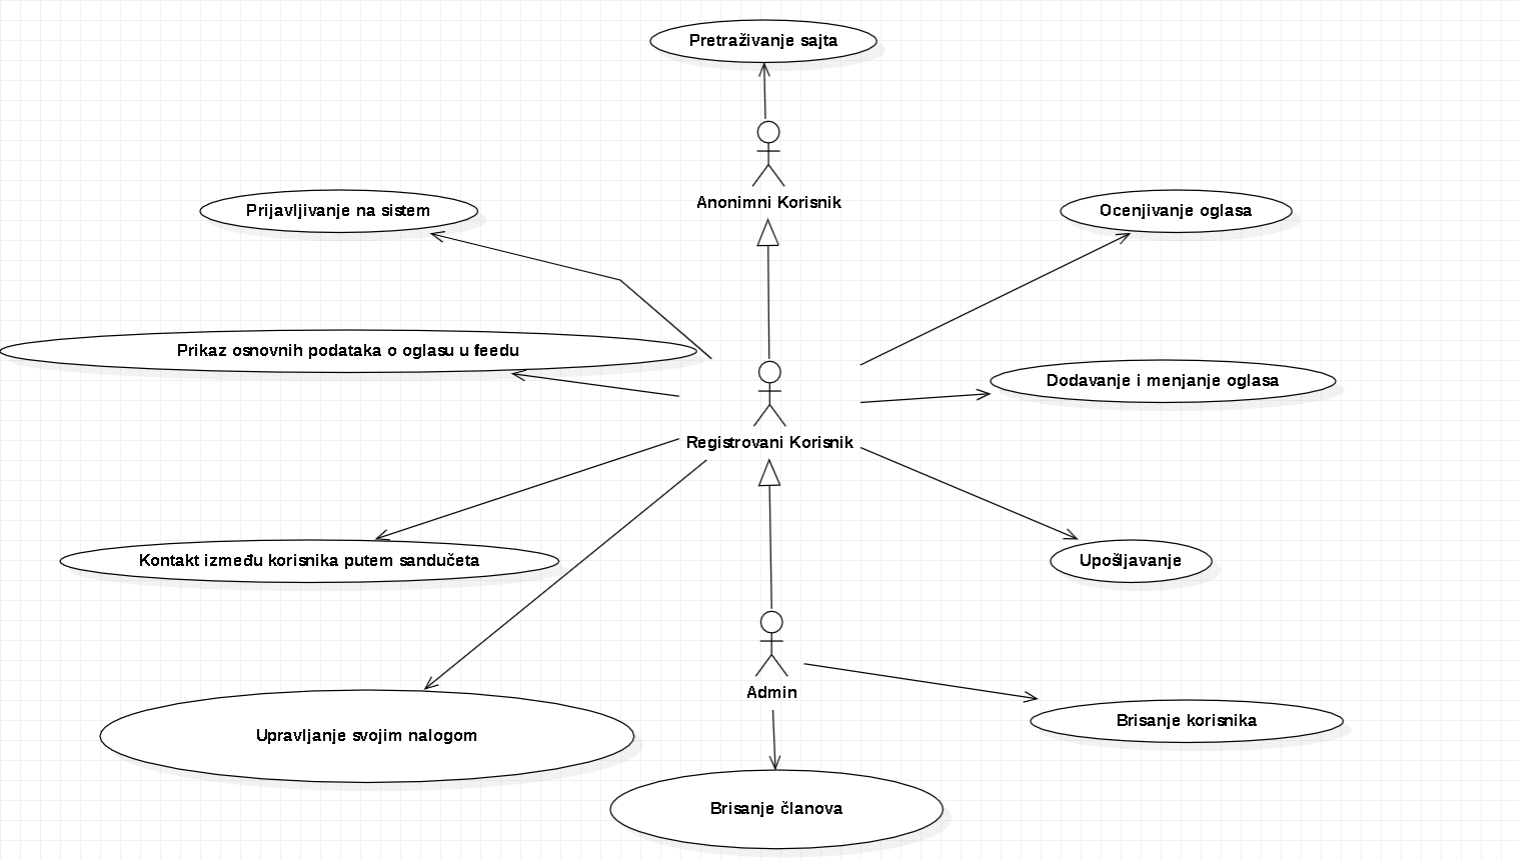 Pretraživanje sajta
Anonimni Korisnik
Prijavljivanje na sistem
Ocenjivanje oglasa
Prikaz osnovnih podataka o oglasu u feedu
Dodavanje i menjanje oglasa
Registrovani Korisnik
Kontakt između korisnika putem sandučeta
Upošljavanje
Admin
Upravljanje svojim nalogom
Brisanje korisnika
Brisanje članova